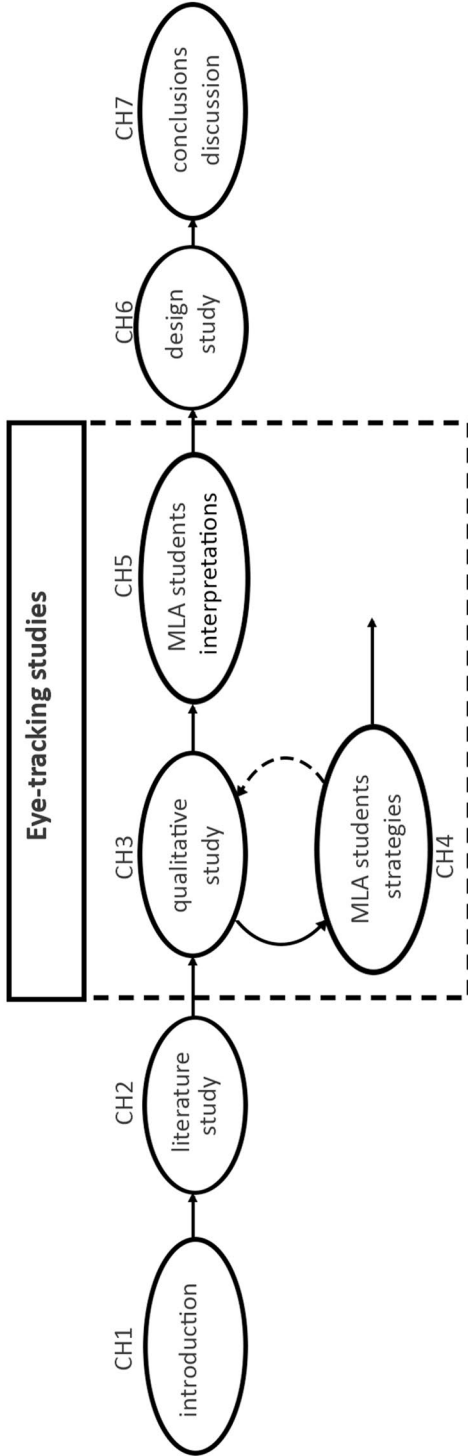 Eye-tracking studies
CH1
introduction
CH2
literature
study
CH3
qualitative
study
MLA students
strategies
CH4
CH5
MLA students
interpretations
CH6
design
study
CH7
conclusions
discussion